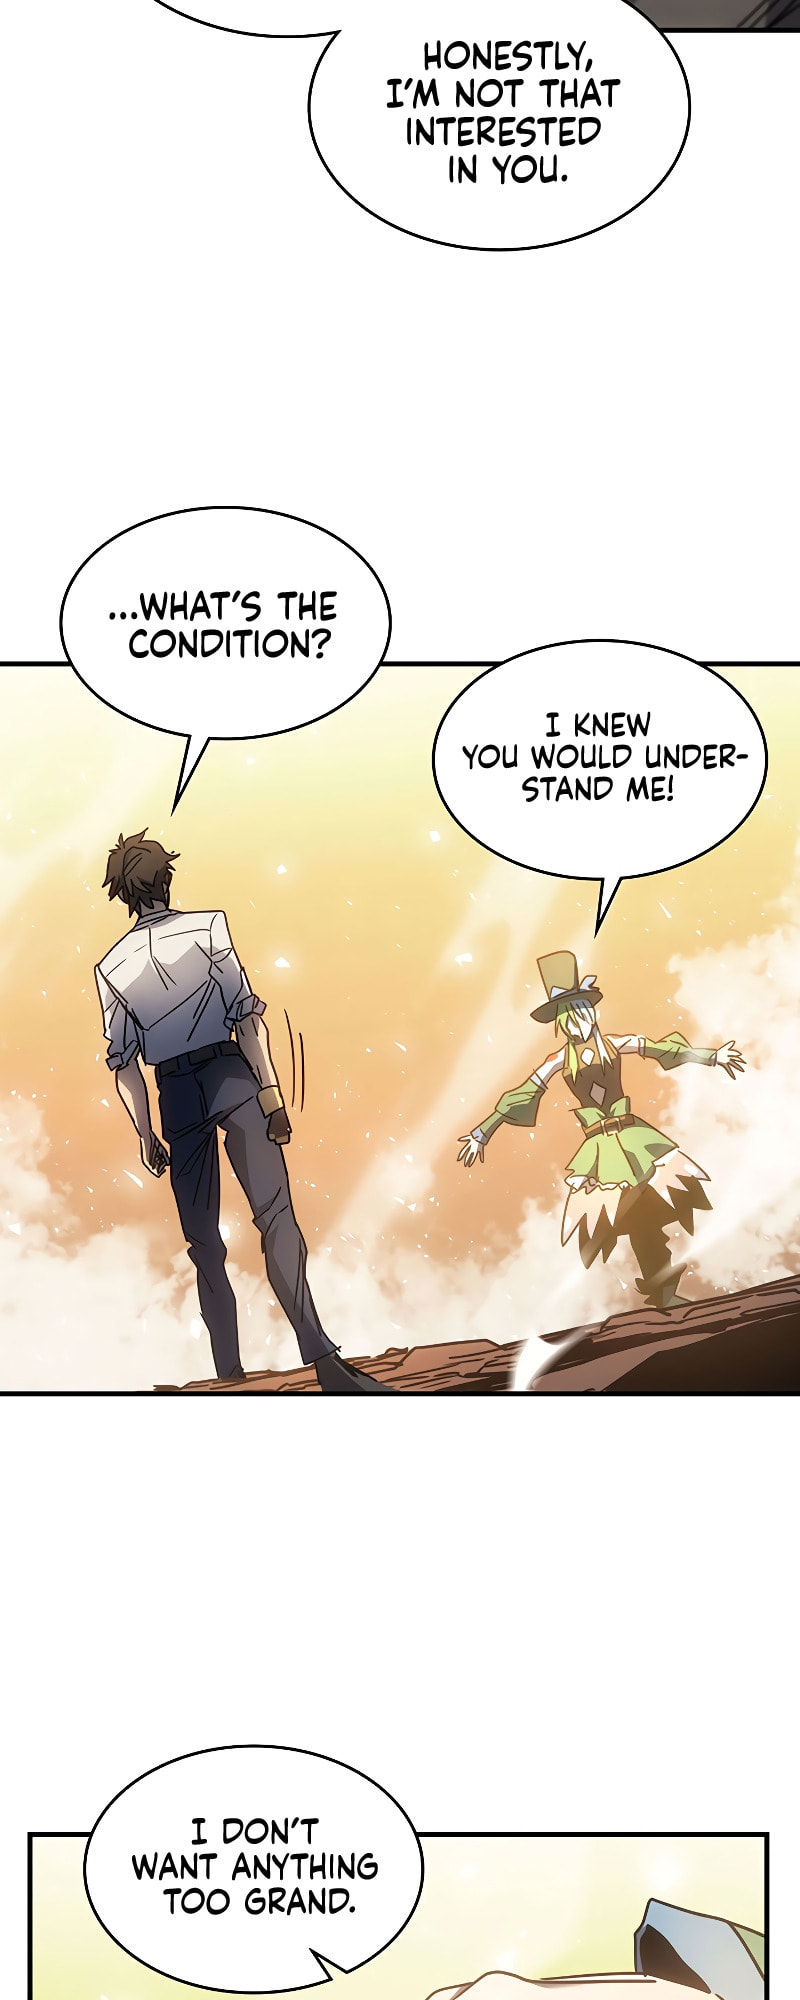 HONESTLY,
I'M NOT THAT
INTERESTED
IN YOU.
...WHAT'S THE
CONDITION?
I KNEW
YOU WOULD UNDER-
STAND ME!
I DON'T
WANT ANYTHING
TOO GRAND.